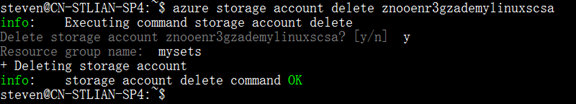 steven@CN-STLIAN-SP4:~$ azure storage account delete znooenr3gzademylinuxscsa
info:    Executing command storage account delete
Delete storage account znooenr3gzademylinuxscsa? [y/n]  y
Resource group name:  mysets
+ Deleting storage account
info:    storage account delete command OK
steven@CN-STLIAN-SP4:~$